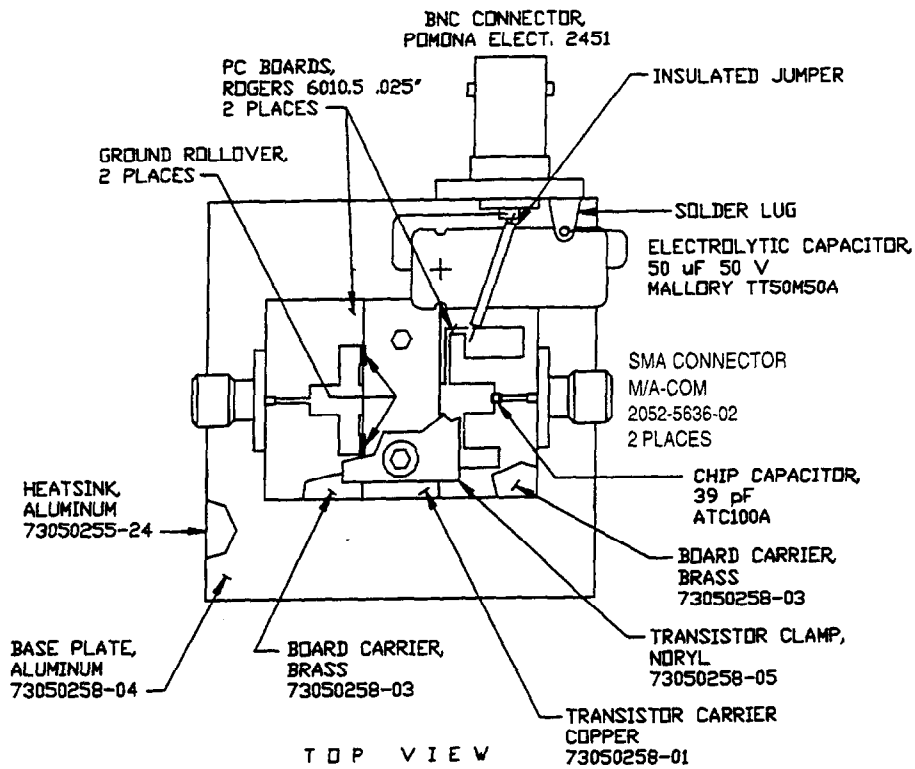 BNC CONNECTOR,
POMONA ELECT. 2451
PC BOARDS,
ROGERS 6010.5 .025"
2 PLACES
INSULATED JUMPER
GROUND ROLLOVER,
2 PLACES
SOLDER LUG
ELECTROLYTIC CAPACITOR,
50 uF 50 V
MALLORY TT50M50A
SMA CONNECTOR
M/A-COM
2052-5636-02
2 PLACES
CHIP CAPACITOR,
39 pF
ATC100A
HEATSINK,
ALUMINUM
73050255-24
BOARD CARRIER,
BRASS
73050258-03
BASE PLATE,
ALUMINUM
73050258-04
BOARD CARRIER,
BRASS
73050258-03
TRANSISTOR CLAMP,
NORYL
73050258-05
TRANSISTOR CARRIER
COPPER
73050258-01
TOP VIEW